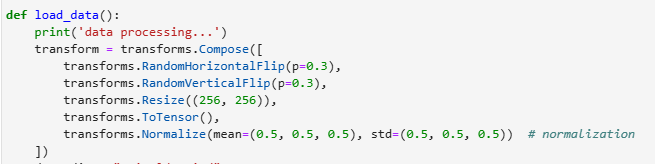 def load_data():
    print('data processing...')
    transform = transforms.Compose([
        transforms.RandomHorizontalFlip(p=0.3),
        transforms.RandomVerticalFlip(p=0.3),
        transforms.Resize((256, 256)),
        transforms.ToTensor(),
        transforms.Normalize(mean=(0.5, 0.5, 0.5), std=(0.5, 0.5, 0.5))  # normalization
    ])